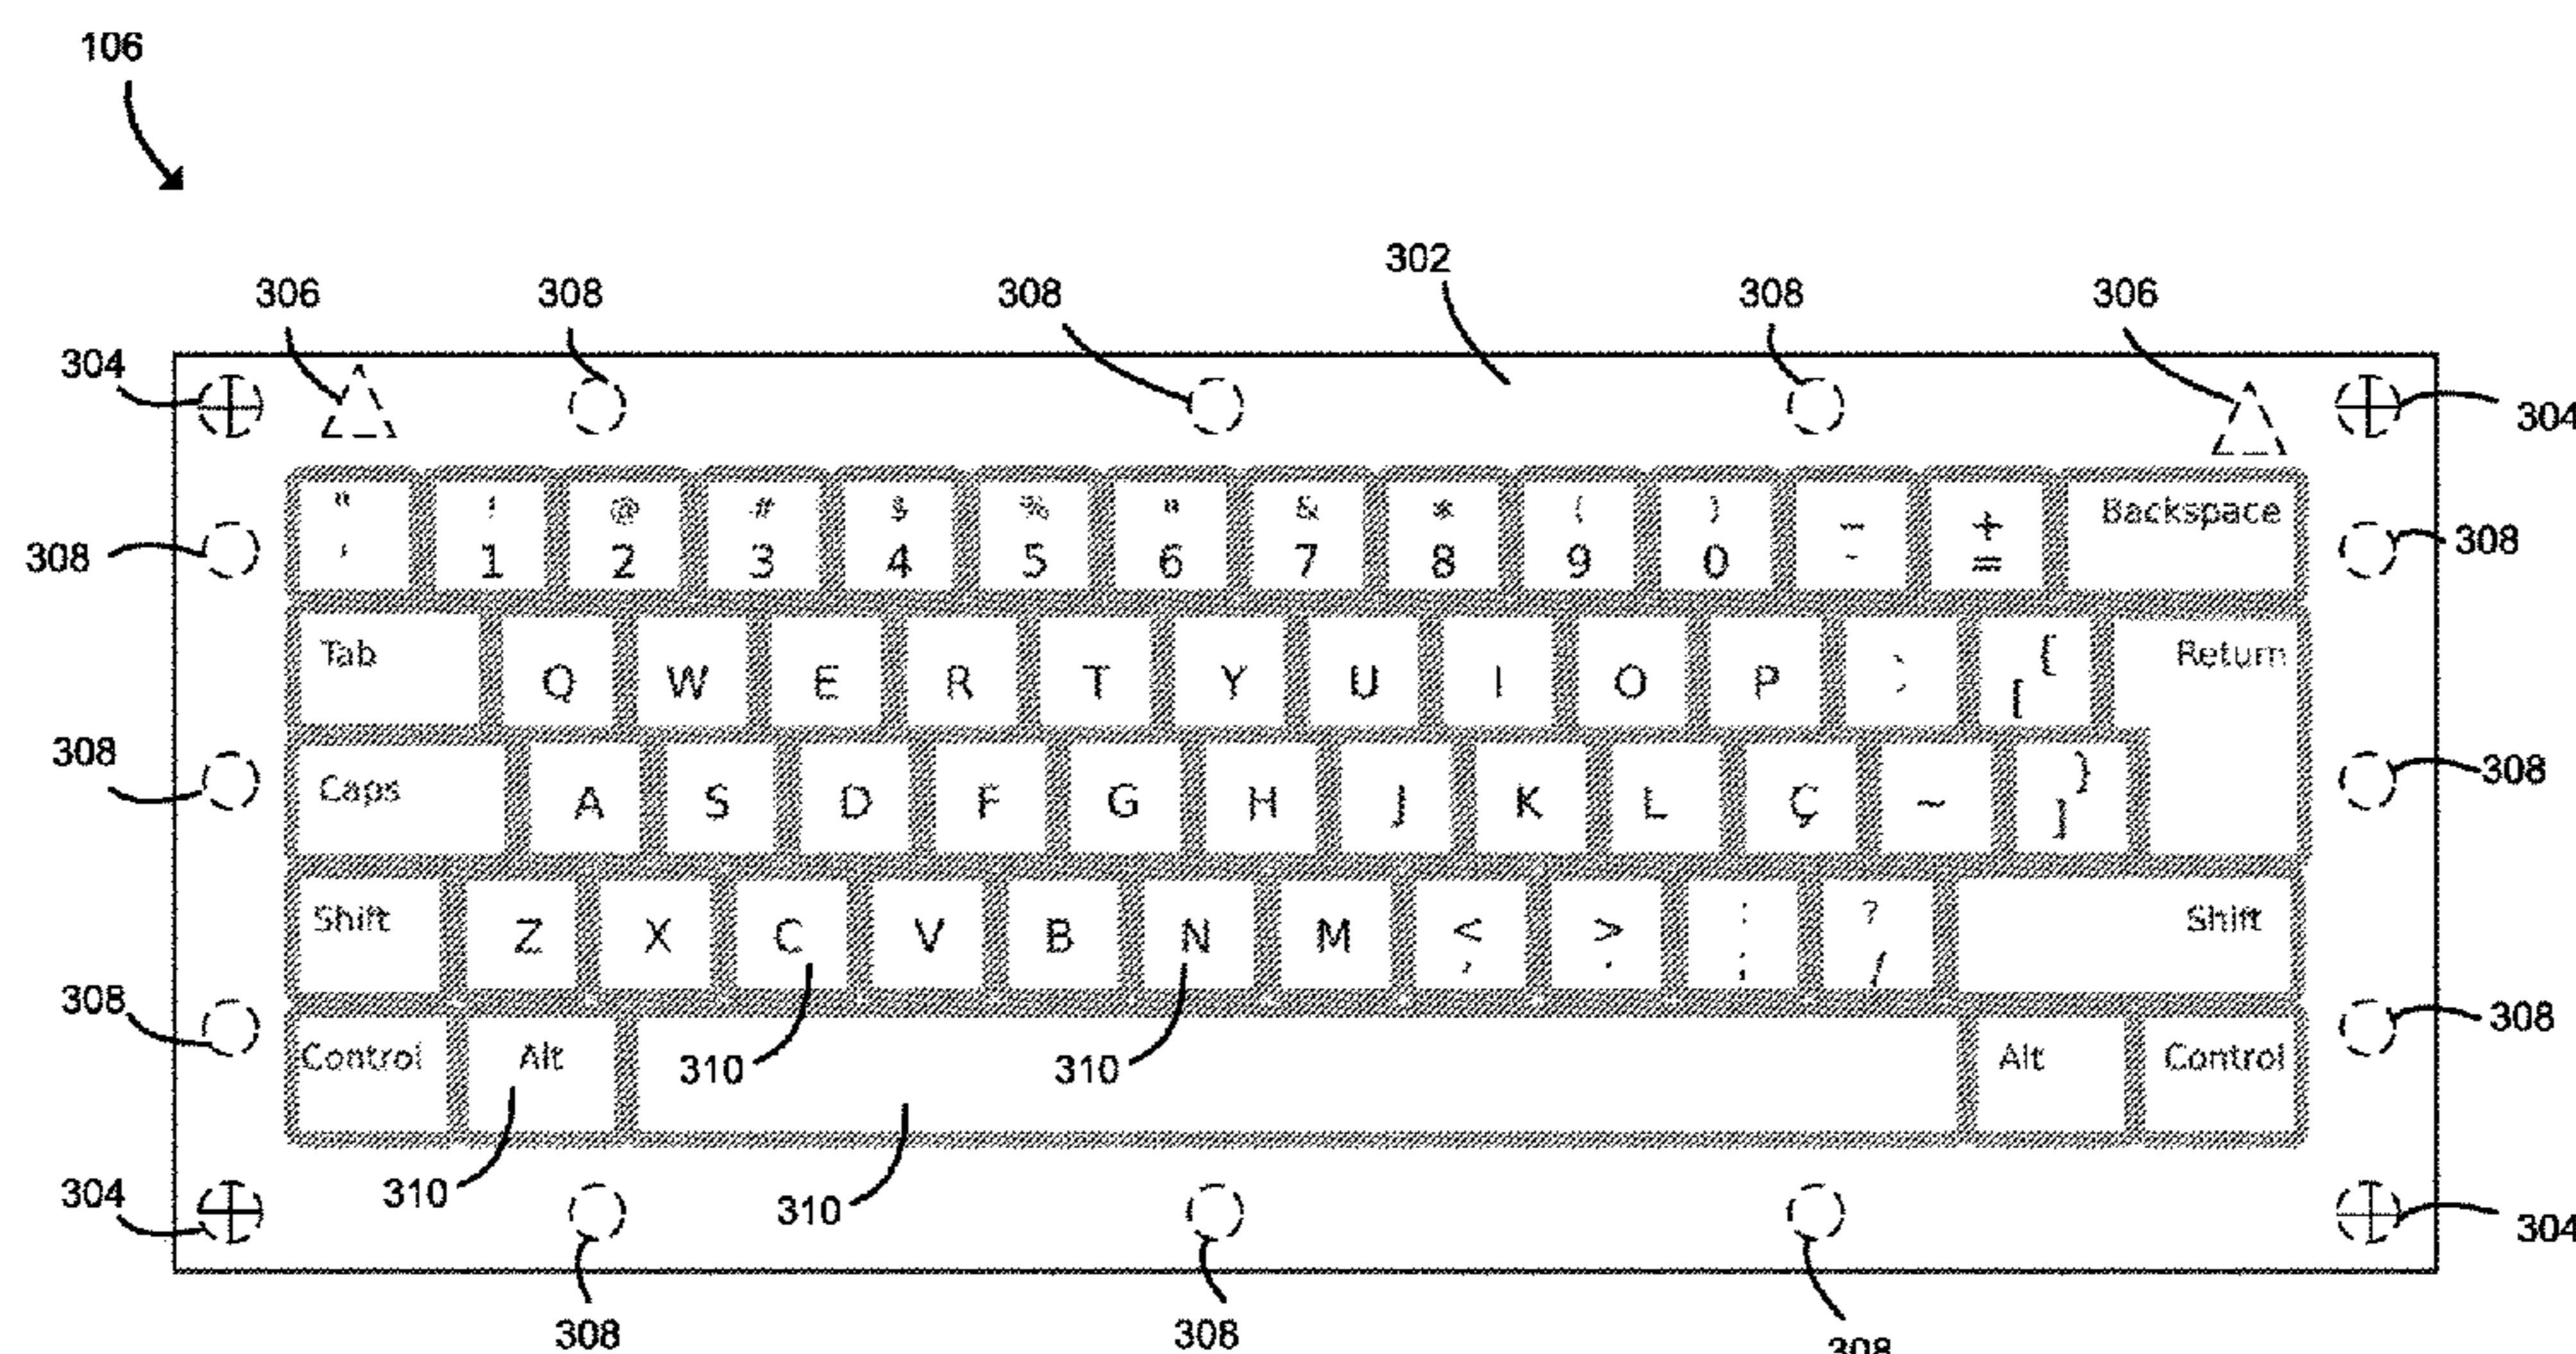 106
302
306 308 308 308 306
304 304
" ! @ # $ % " & * ( ) _ + Backspace
' 1 2 3 4 5 6 7 8 9 0 - =
308 308
Tab Q W E R T Y U I O P { [ Return
308 308
Caps A S D F G H J K L Ç ~ } ]
Shift Z X C V B N M < , > . : ; ? / Shift
308 308
Control Alt 310 310 Alt Control
304 310 310 304
308 308 308